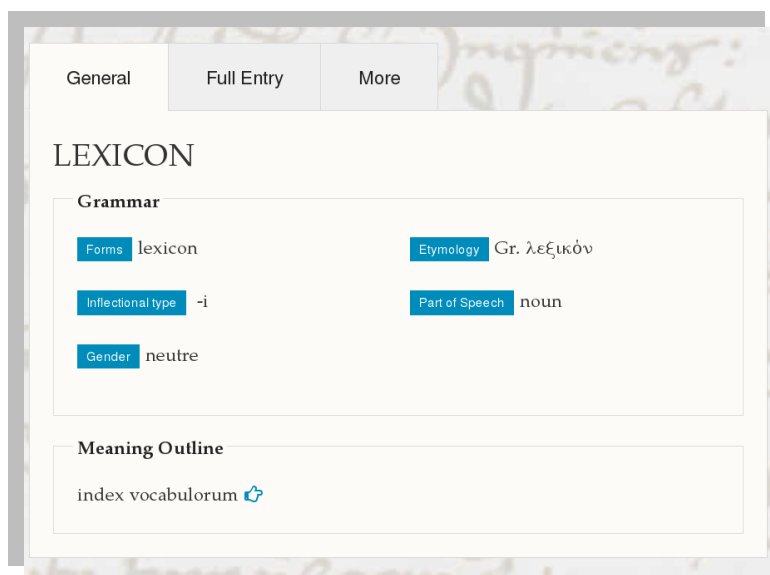 General
Full Entry
More
LEXICON
Grammar
Forms lexicon
Etymology Gr. λεξικὀν
Inflectional type -i
Part of Speech noun
Gender neutre
Meaning Outline
index vocabulorum